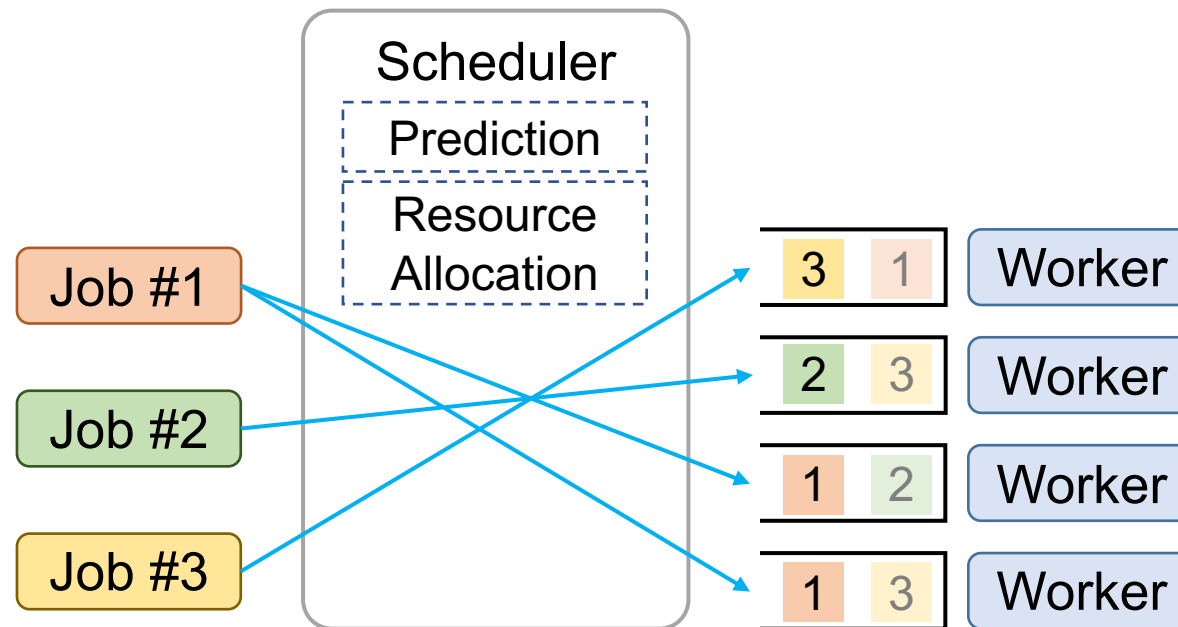 Scheduler
Prediction
Resource
Allocation
Job #1
Job #2
Job #3
3 1 Worker
2 3 Worker
1 2 Worker
1 3 Worker